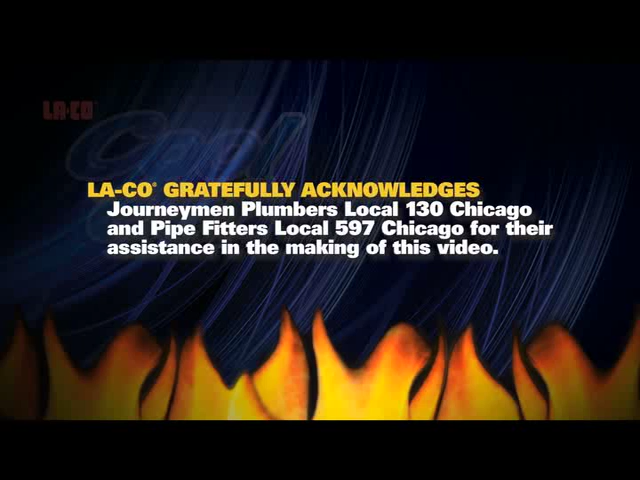 LA-CO
Cool
LA-CO® GRATEFULLY ACKNOWLEDGES
Journeymen Plumbers Local 130 Chicago
and Pipe Fitters Local 597 Chicago for their
assistance in the making of this video.